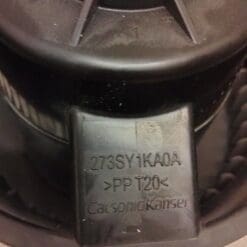 273SY1KA0A
>PP T20<
CalsonicKansei